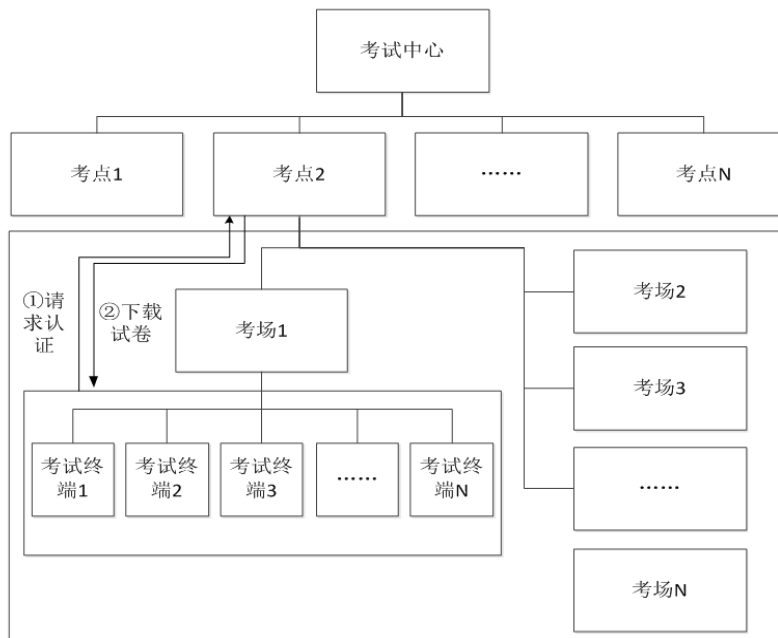 考试中心
考点1
考点2
……
考点N
①请
求认
证
②下载
试卷
考场1
考场2
考场3
……
考场N
考试终
端1
考试终
端2
考试终
端3
……
考试终
端N